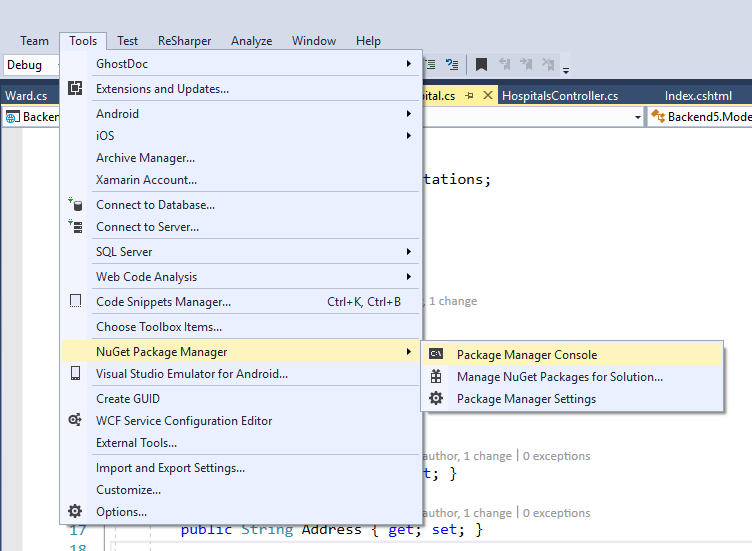 Team Tools Test ReSharper Analyze Window Help
Debug
GhostDoc
Ward.cs
Extensions and Updates...
pital.cs
HospitalsController.cs
Index.cshtml
Backen
Android
Backend5.Mode
iOS
Archive Manager...
Xamarin Account...
tations;
Connect to Database...
Connect to Server...
SQL Server
Web Code Analysis
Code Snippets Manager... Ctrl+K, Ctrl+B
, 1 change
Choose Toolbox Items...
NuGet Package Manager
Package Manager Console
Visual Studio Emulator for Android...
Manage NuGet Packages for Solution...
Create GUID
Package Manager Settings
WCF Service Configuration Editor
External Tools...
author, 1 change | 0 exceptions
Import and Export Settings...
t; }
Customize...
Options...
author, 1 change | 0 exceptions
17 public String Address { get; set; }
18